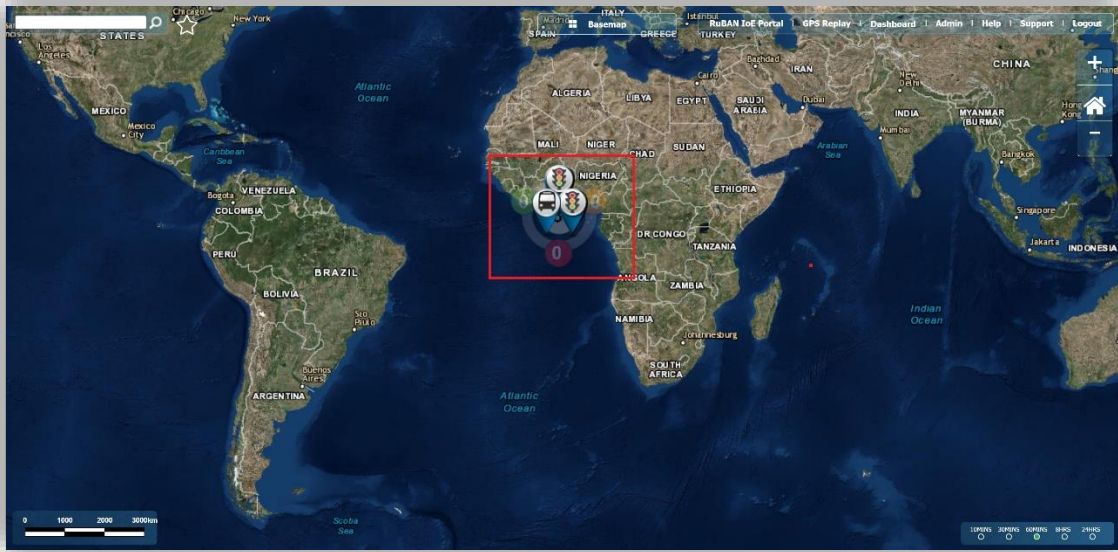 Chicago
New York
STATES
Los
Angeles
MEXICO
Mexico
City
Caribbean
Sea
Bogota
VENEZUELA
COLOMBIA
PERU
BRAZIL
BOLIVIA
Sao
Paulo
Buenos
Aires
ARGENTINA
Atlantic
Ocean
Atlantic
Ocean
Scotia
Sea
0 1000 2000 3000km
Basemap
RuBAN IoE Portal
GPS Replay
Dashboard
Admin
Help
Support
Logout
Madrid
SPAIN
ITALY
GREECE
Istanbul
TURKEY
ALGERIA
LIBYA
Cairo
EGYPT
Baghdad
IRAN
SAUDI
ARABIA
Dubai
MALI
NIGER
CHAD
SUDAN
NIGERIA
ETHIOPIA
0
DR CONGO
TANZANIA
ANGOLA
ZAMBIA
NAMIBIA
Johannesburg
SOUTH
AFRICA
Arabian
Sea
Indian
Ocean
New
Delhi
INDIA
Mumbai
CHINA
Hong
Kong
MYANMAR
(BURMA)
Bangkok
Singapore
Jakarta
INDONESIA
+
−
10MINS 30MINS 60MINS 8HRS 24HRS